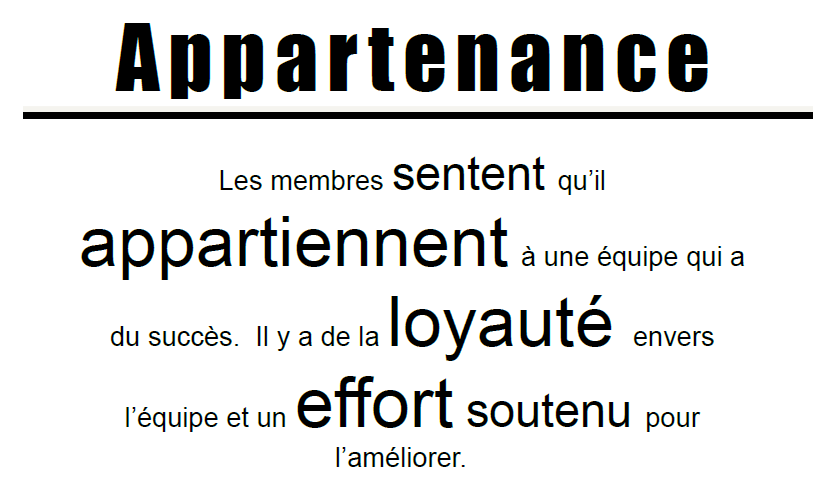 Appartenance
Les membres sentent qu’il
appartiennent à une équipe qui a
du succès.  Il y a de la loyauté envers
l’équipe et un effort soutenu pour
l’améliorer.